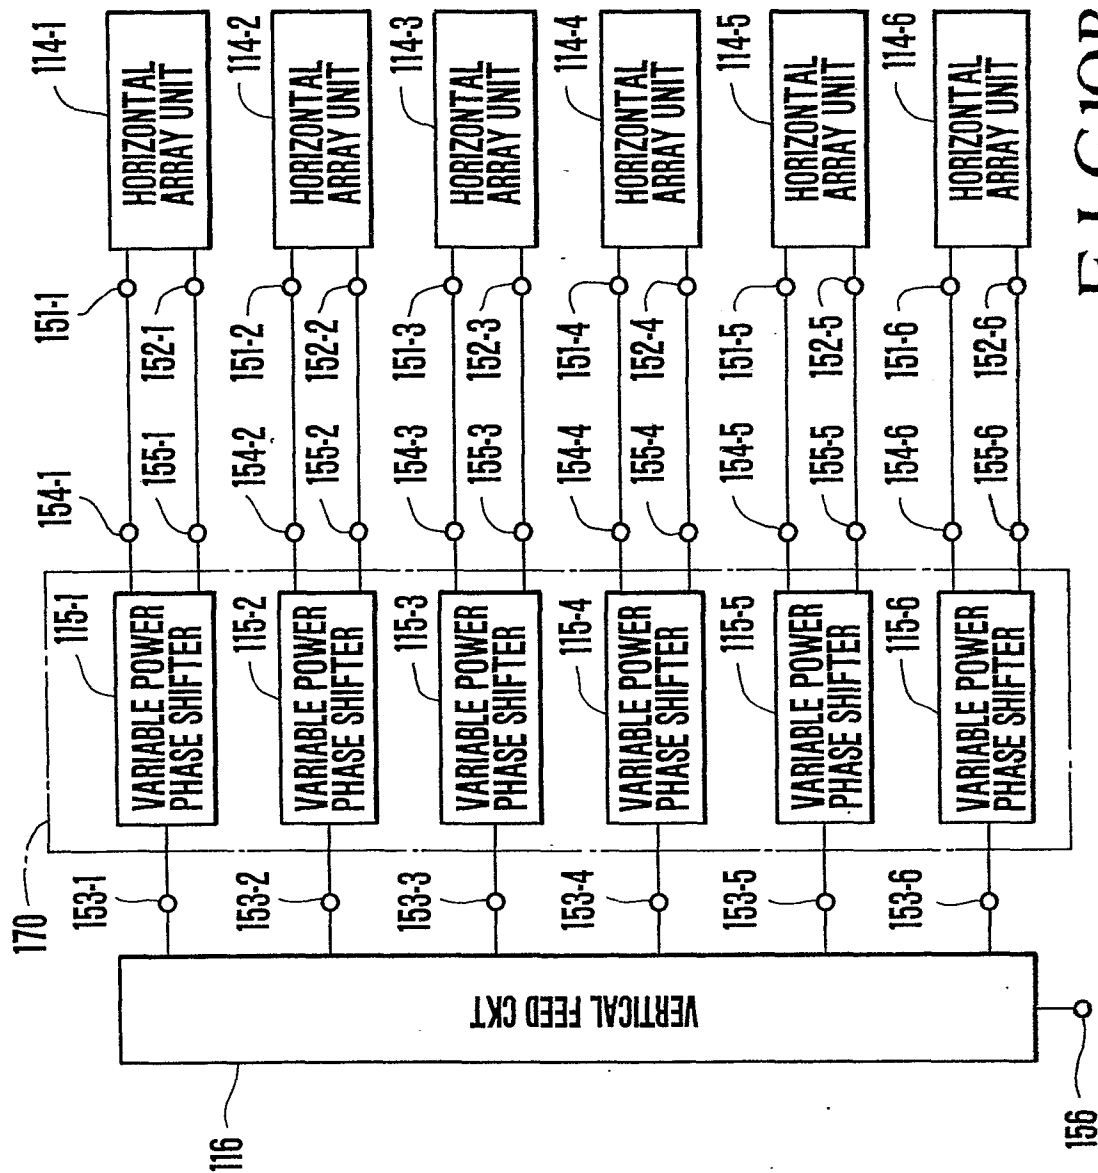 170
116
VERTICAL FEED CKT
156
153-1
153-2
153-3
153-4
153-5
153-6
115-1
VARIABLE POWER
PHASE SHIFTER
115-2
VARIABLE POWER
PHASE SHIFTER
115-3
VARIABLE POWER
PHASE SHIFTER
115-4
VARIABLE POWER
PHASE SHIFTER
115-5
VARIABLE POWER
PHASE SHIFTER
115-6
VARIABLE POWER
PHASE SHIFTER
154-1
155-1
154-2
155-2
154-3
155-3
154-4
155-4
154-5
155-5
154-6
155-6
151-1
152-1
151-2
152-2
151-3
152-3
151-4
152-4
151-5
152-5
151-6
152-6
114-1
HORIZONTAL
ARRAY UNIT
114-2
HORIZONTAL
ARRAY UNIT
114-3
HORIZONTAL
ARRAY UNIT
114-4
HORIZONTAL
ARRAY UNIT
114-5
HORIZONTAL
ARRAY UNIT
114-6
HORIZONTAL
ARRAY UNIT